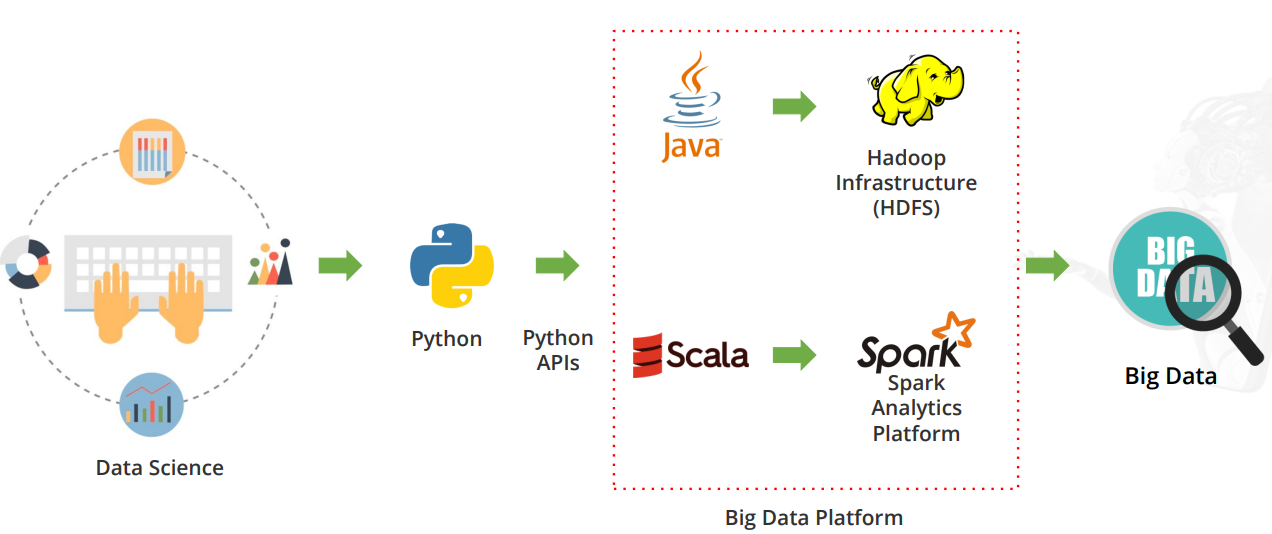 Java
Hadoop
Infrastructure
(HDFS)
BIG
DATA
Python
Python
APIs
Scala
Spark
Spark
Analytics
Platform
Big Data
Data Science
Big Data Platform